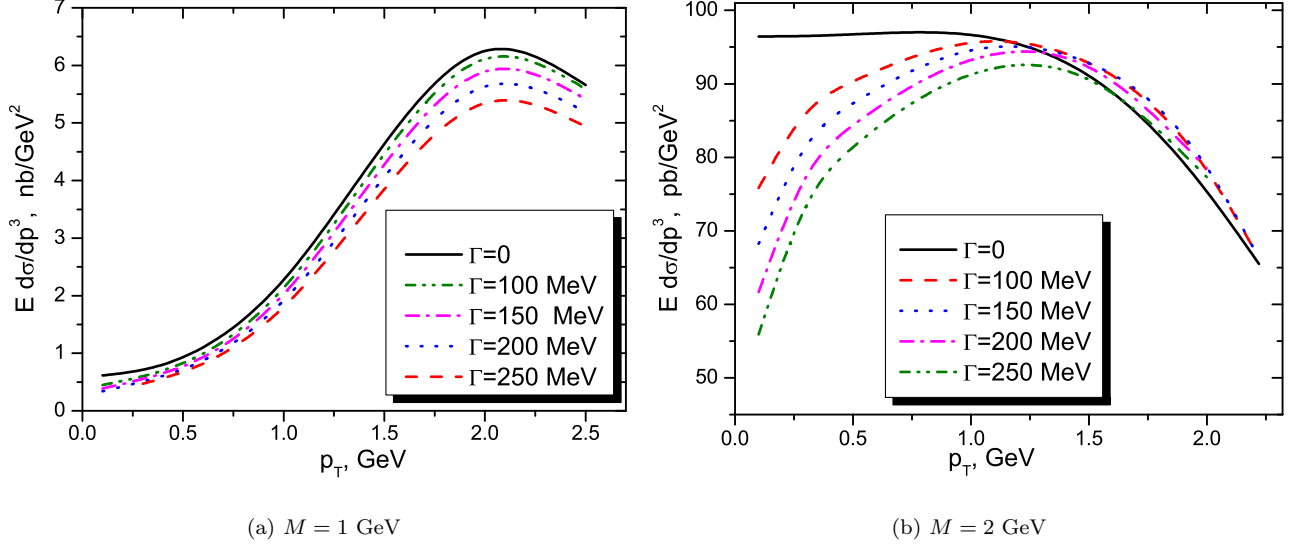 7
6
5
4
3
2
1
0
E dσ/dp³, nb/GeV²
Γ=0
Γ=100 MeV
Γ=150 MeV
Γ=200 MeV
Γ=250 MeV
0.0 0.5 1.0 1.5 2.0 2.5
p_T, GeV
(a) M = 1 GeV
100
90
80
70
60
50
E dσ/dp³, pb/GeV²
Γ=0
Γ=100 MeV
Γ=150 MeV
Γ=200 MeV
Γ=250 MeV
0.0 0.5 1.0 1.5 2.0
p_T, GeV
(b) M = 2 GeV